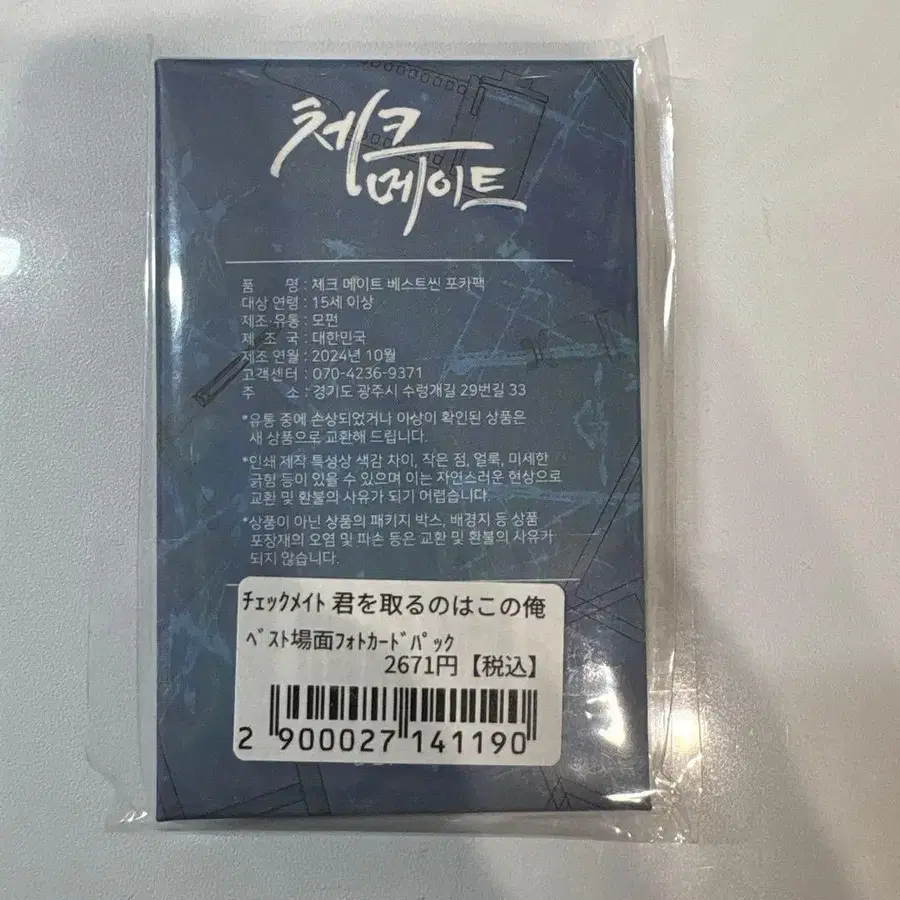 체크
메이트
품 명 : 체크 메이트 베스트씬 포카팩
대상 연령 : 15세 이상
제조·유통 : 모펀
제 조 국 : 대한민국
제조 연월 : 2024년 10월
고객센터 : 070-4236-9371
주 소 : 경기도 광주시 수렁개길 29번길 33
*유통 중에 손상되었거나 이상이 확인된 상품은
새 상품으로 교환해 드립니다.
*인쇄 제작 특성상 색감 차이, 작은 점, 얼룩, 미세한
긁힘 등이 있을 수 있으며 이는 자연스러운 현상으로
교환 및 환불의 사유가 되기 어렵습니다.
*상품이 아닌 상품의 패키지 박스, 배경지 등 상품
포장재의 오염 및 파손 등은 교환 및 환불의 사유가
되지 않습니다.
ﾁｪｯｸﾒｲﾄ 君を取るのはこの俺
ﾍﾞｽﾄ場面ﾌｫﾄｶｰﾄﾞﾊﾟｯｸ
2671円【税込】
2 900027 141190